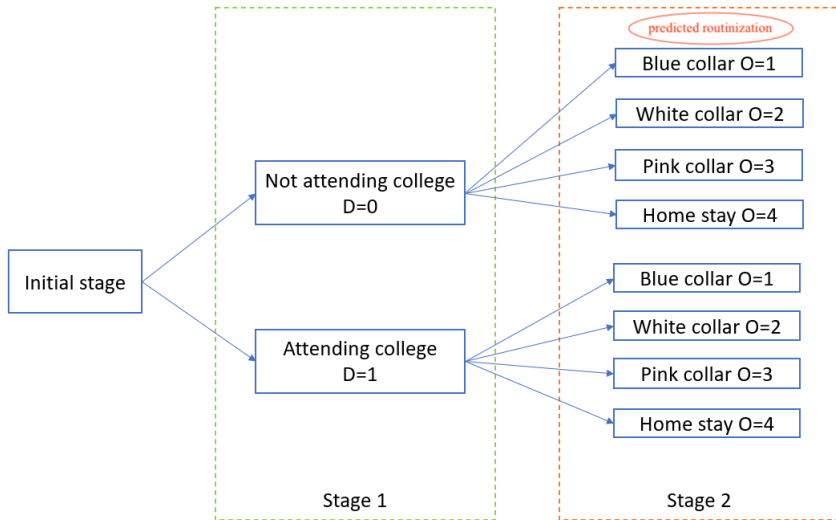 predicted routinization
Blue collar O=1
White collar O=2
Pink collar O=3
Home stay O=4
Not attending college
D=0
Initial stage
Attending college
D=1
Blue collar O=1
White collar O=2
Pink collar O=3
Home stay O=4
Stage 1
Stage 2